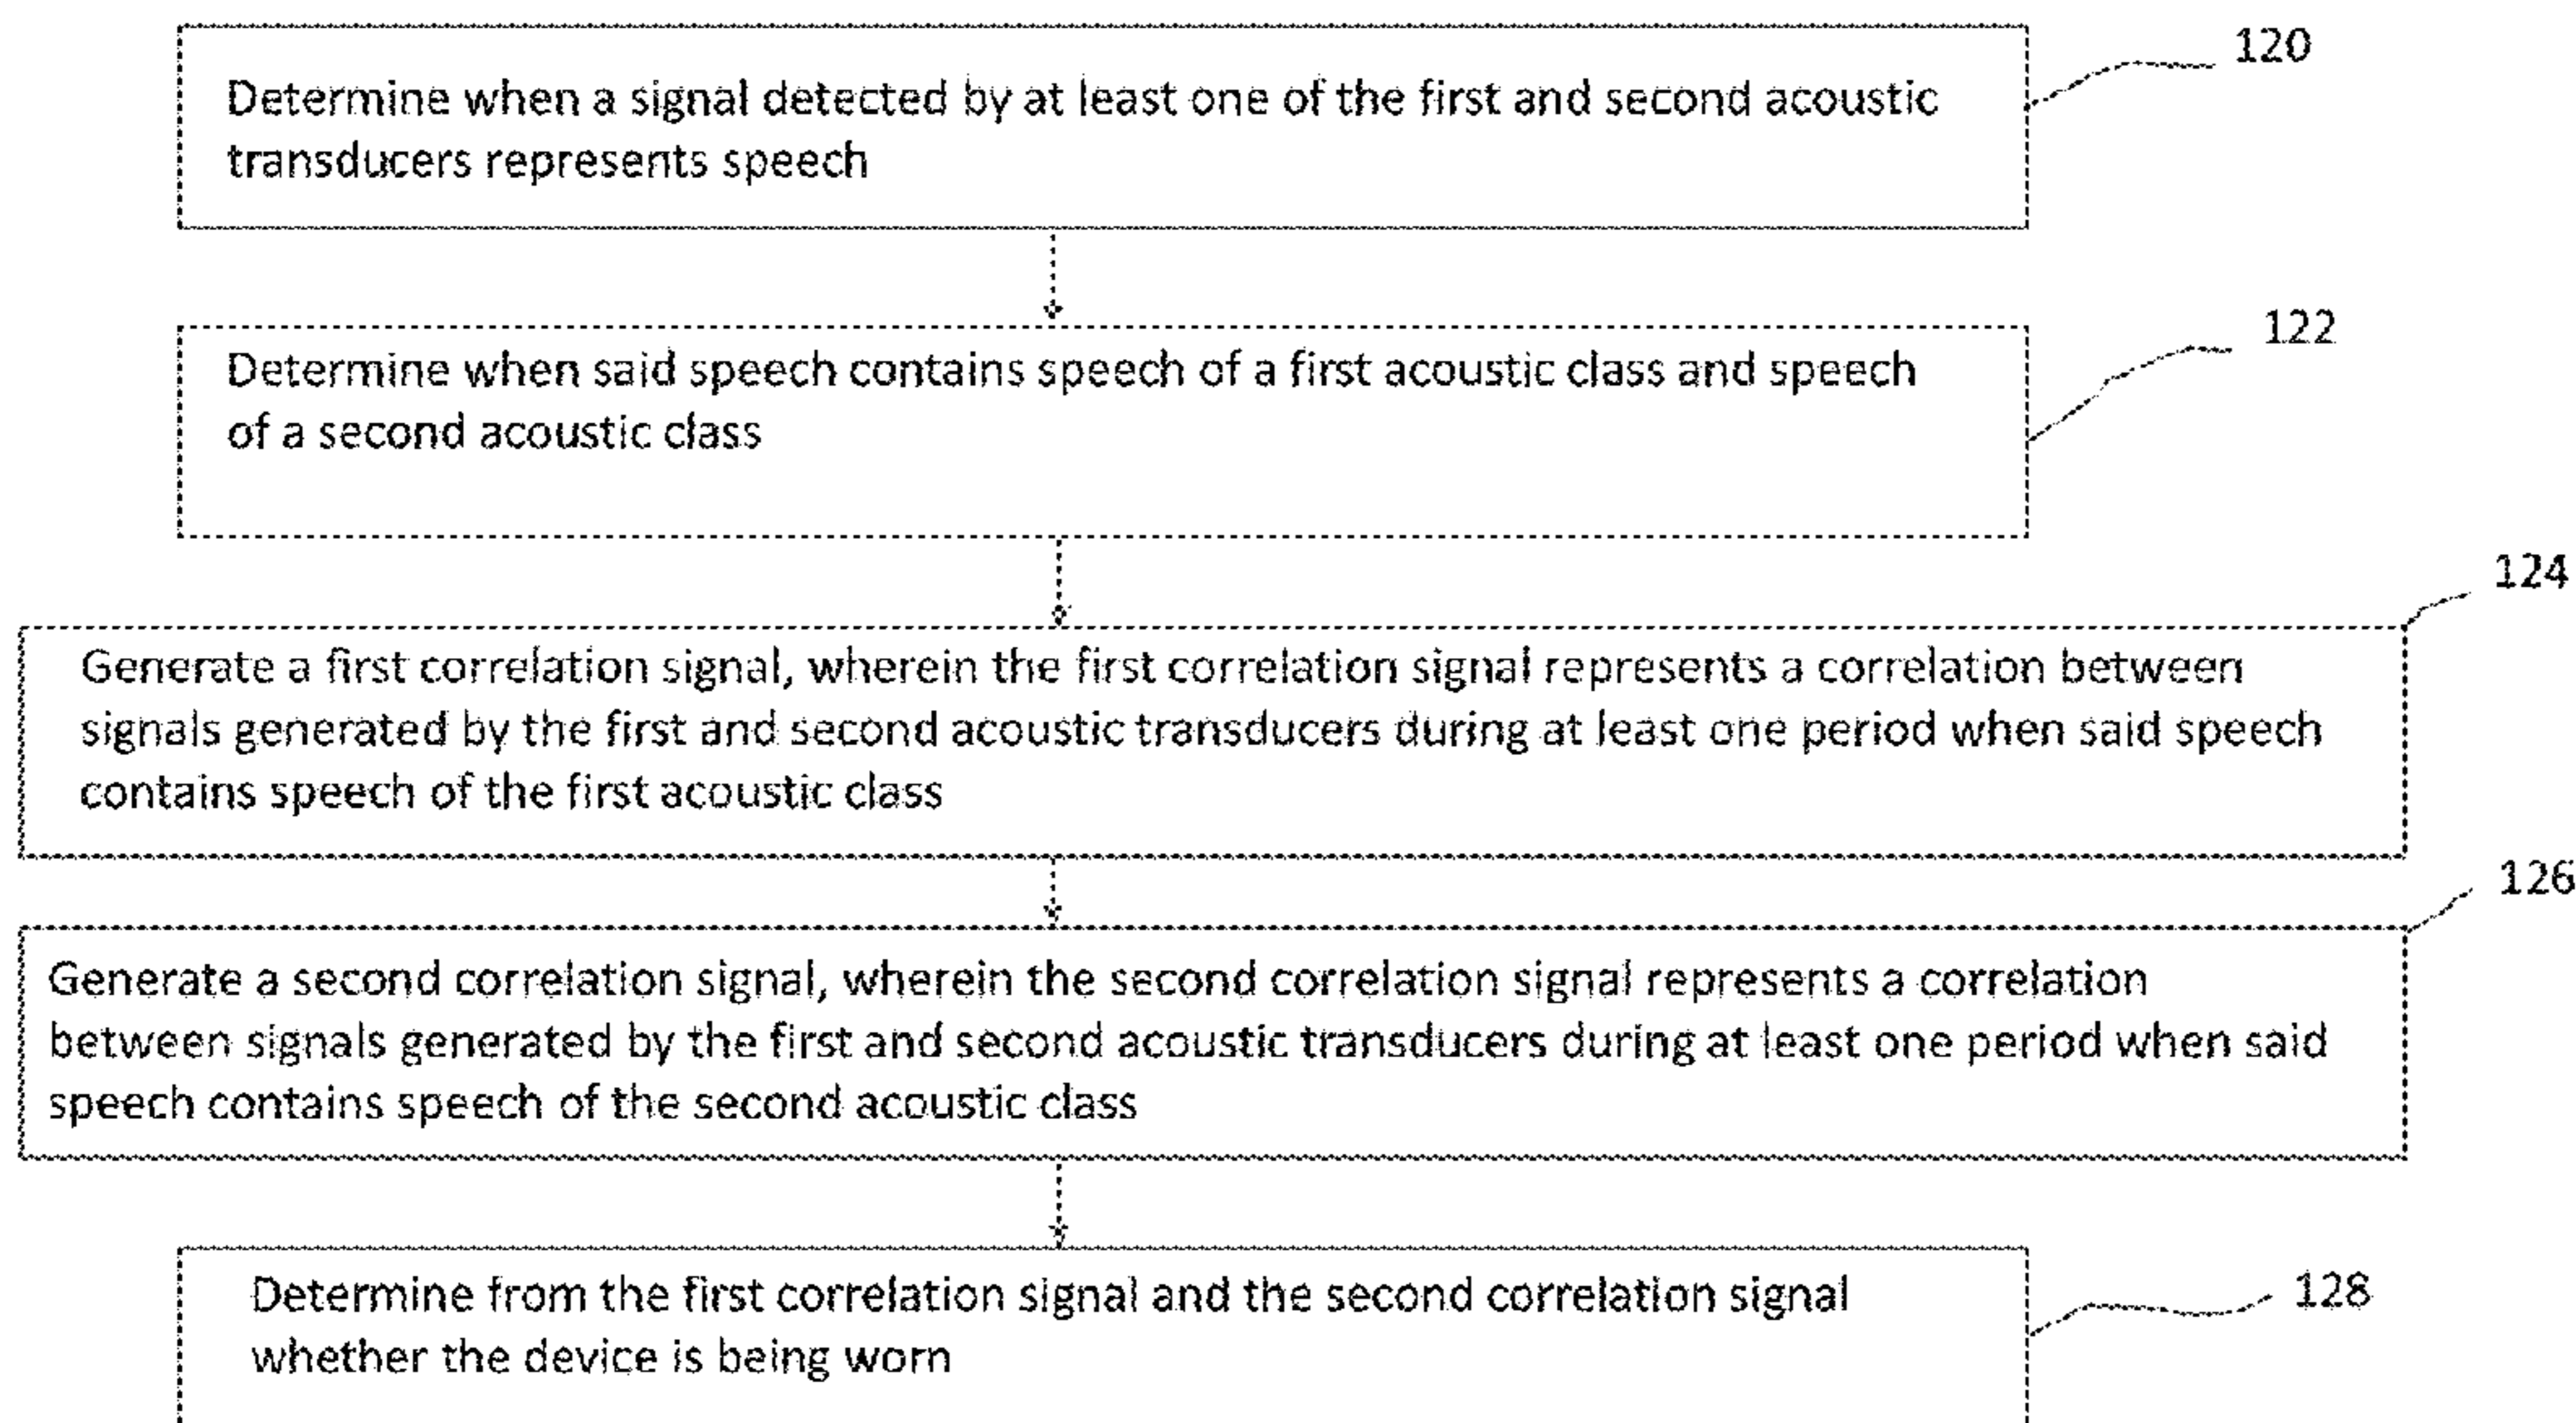 120
Determine when a signal detected by at least one of the first and second acoustic
transducers represents speech
122
Determine when said speech contains speech of a first acoustic class and speech
of a second acoustic class
124
Generate a first correlation signal, wherein the first correlation signal represents a correlation between
signals generated by the first and second acoustic transducers during at least one period when said speech
contains speech of the first acoustic class
126
Generate a second correlation signal, wherein the second correlation signal represents a correlation
between signals generated by the first and second acoustic transducers during at least one period when said
speech contains speech of the second acoustic class
128
Determine from the first correlation signal and the second correlation signal
whether the device is being worn